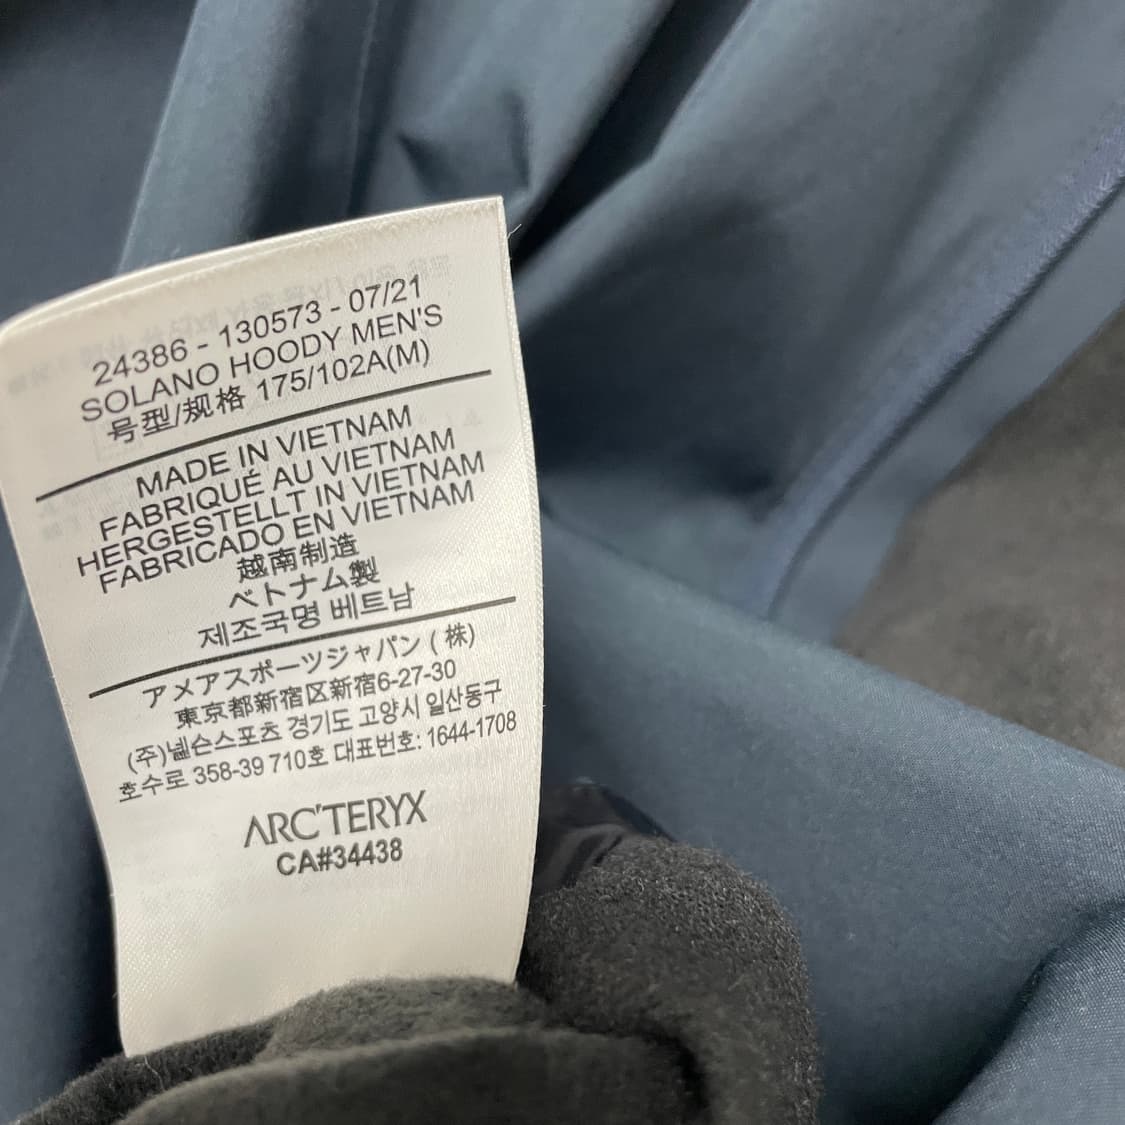 24386 - 130573 - 07/21
SOLANO HOODY MEN'S
号型/规格 175/102A(M)
MADE IN VIETNAM
FABRIQUÉ AU VIETNAM
HERGESTELLT IN VIETNAM
FABRICADO EN VIETNAM
越南制造
ベトナム製
제조국명 베트남
アメアスポーツジャパン ( 株)
東京都新宿区新宿6-27-30
(주)넬슨스포츠 경기도 고양시 일산동구
호수로 358-39 710호 대표번호: 1644-1708
ARC'TERYX
CA#34438